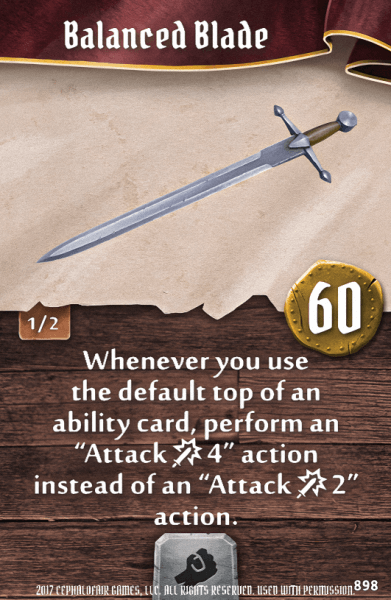 Balanced Blade
60
1/2
Whenever you use
the default top of an
ability card, perform an
“Attack 4” action
instead of an “Attack 2”
action.
2017 CEPHALOFAIR GAMES, LLC. ALL RIGHTS RESERVED. USED WITH PERMISSION.
898